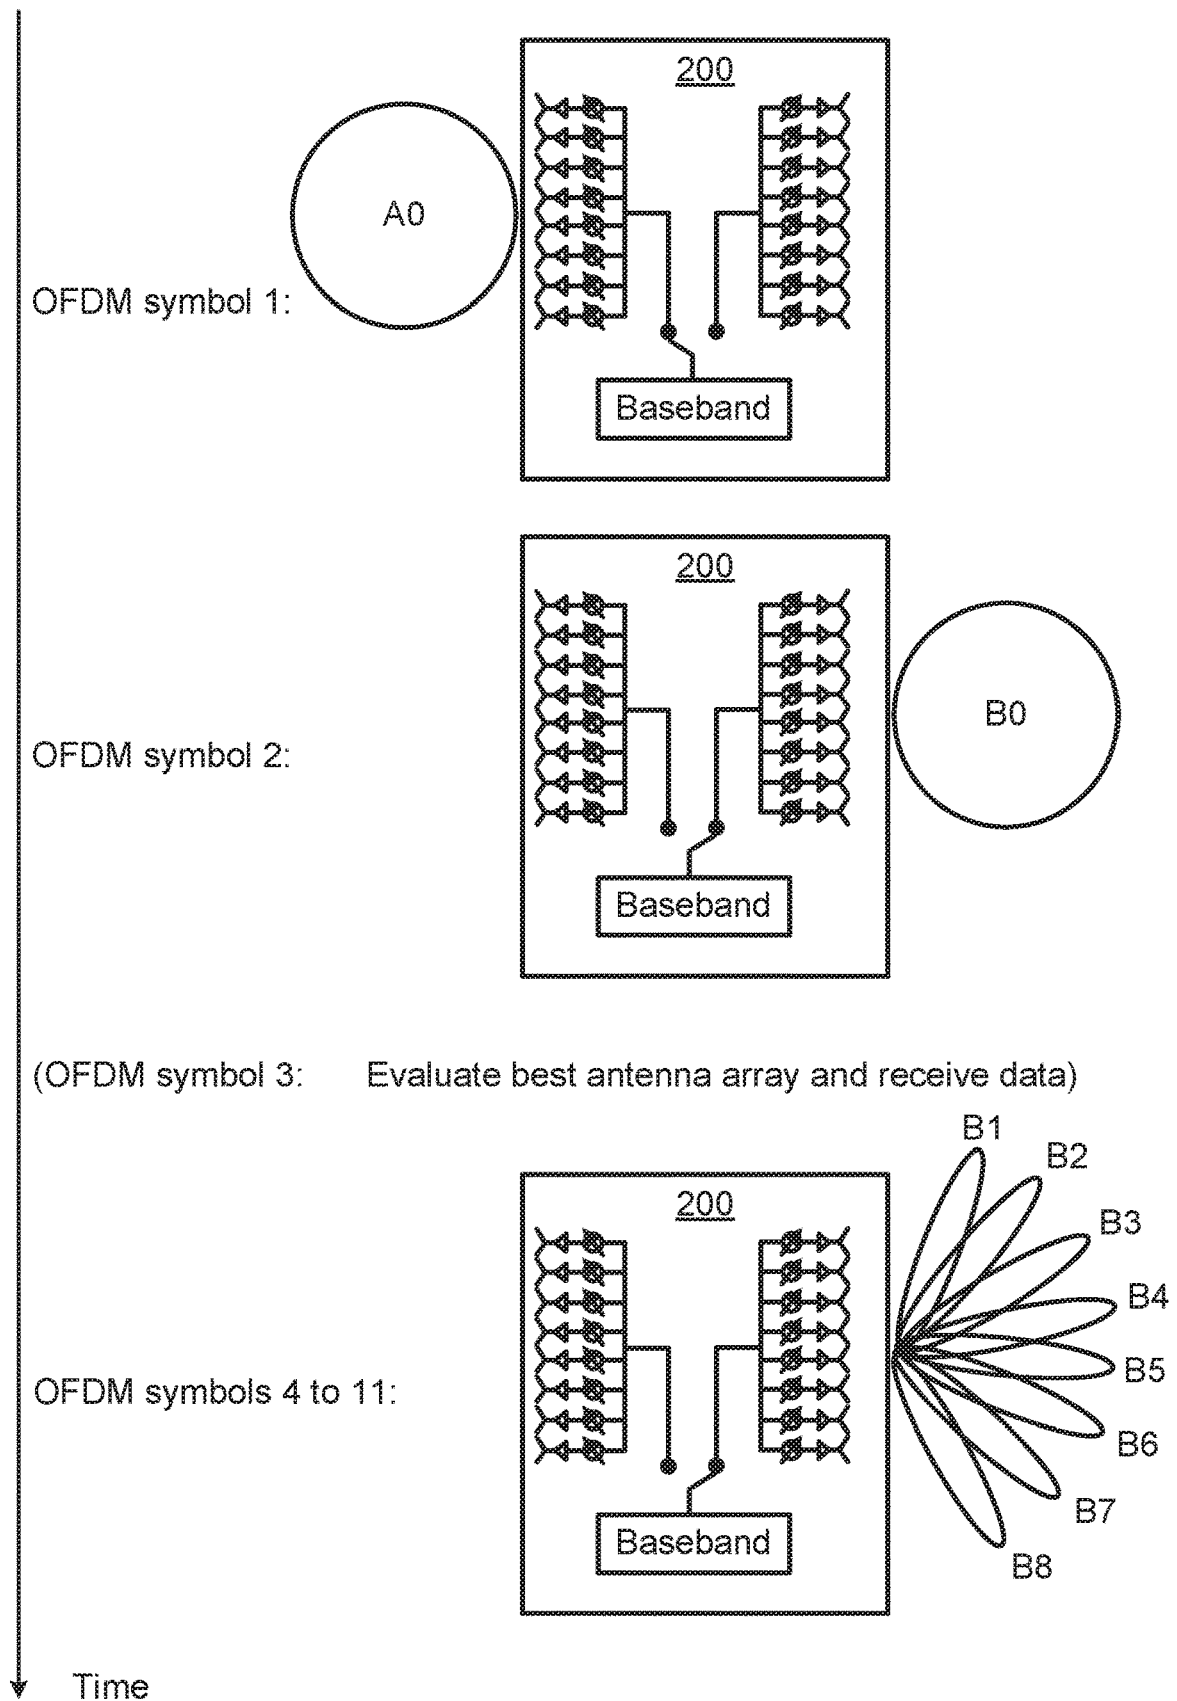 200
A0
OFDM symbol 1:
Baseband
200
B0
OFDM symbol 2:
Baseband
(OFDM symbol 3: Evaluate best antenna array and receive data)
B1
B2
200
B3
B4
B5
OFDM symbols 4 to 11:
B6
B7
Baseband
B8
Time